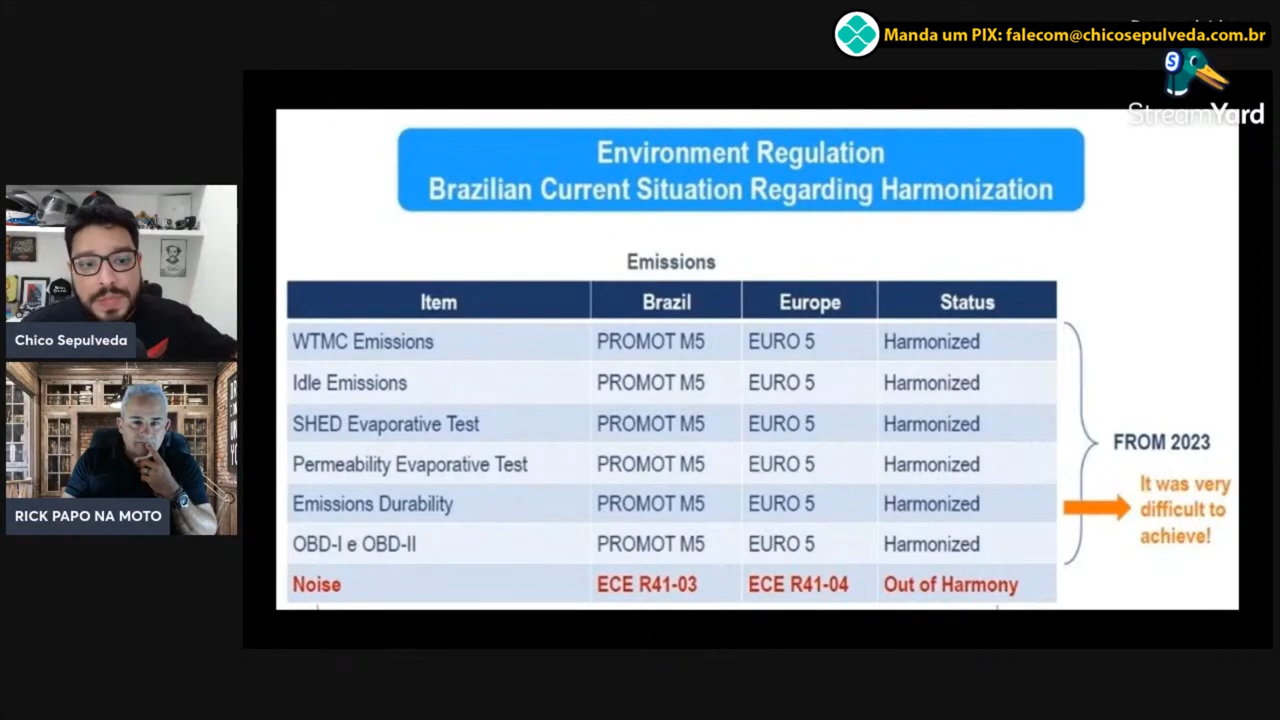 Manda um PIX: falecom@chicosepulveda.com.br
StreamYard
Environment Regulation
Brazilian Current Situation Regarding Harmonization
Emissions
Item Brazil Europe Status
WTMC Emissions PROMOT M5 EURO 5 Harmonized
Idle Emissions PROMOT M5 EURO 5 Harmonized
SHED Evaporative Test PROMOT M5 EURO 5 Harmonized
Permeability Evaporative Test PROMOT M5 EURO 5 Harmonized
Emissions Durability PROMOT M5 EURO 5 Harmonized
OBD-I e OBD-II PROMOT M5 EURO 5 Harmonized
Noise ECE R41-03 ECE R41-04 Out of Harmony
FROM 2023
It was very
difficult to
achieve!
Chico Sepulveda
RICK PAPO NA MOTO